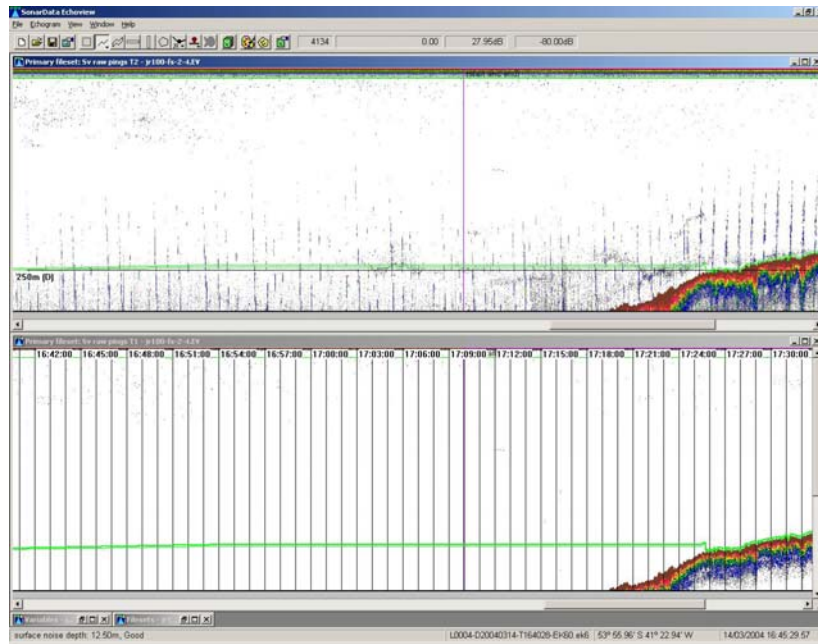 SonarData Echoview
File Echogram View Window Help
4134 0.00 27.95dB -80.00dB
Primary fileset: Sv raw pings T2 - jr100-fs-2-4.EV
250m (D)
Primary fileset: Sv raw pings T1 - jr100-fs-2-4.EV
16:42:00 16:45:00 16:48:00 16:51:00 16:54:00 16:57:00 17:00:00 17:03:00 17:06:00 17:09:00 17:12:00 17:15:00 17:18:00 17:21:00 17:24:00 17:27:00 17:30:00
Variables
Filesets
surface noise depth: 12.50m, Good L0004-D20040314-T164026-EK60.ek6 53° 55.96' S 41° 22.94' W 14/03/2004 16:45:29.57